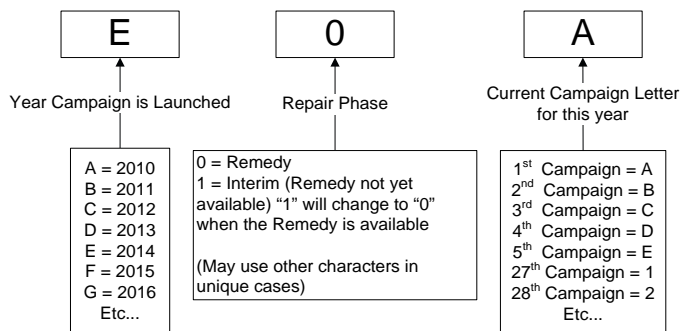 E
0
A
Year Campaign is Launched
Repair Phase
Current Campaign Letter
for this year
A = 2010
B = 2011
C = 2012
D = 2013
E = 2014
F = 2015
G = 2016
Etc...
0 = Remedy
1 = Interim (Remedy not yet
available) “1” will change to “0”
when the Remedy is available
(May use other characters in
unique cases)
1st Campaign = A
2nd Campaign = B
3rd Campaign = C
4th Campaign = D
5th Campaign = E
27th Campaign = 1
28th Campaign = 2
Etc...